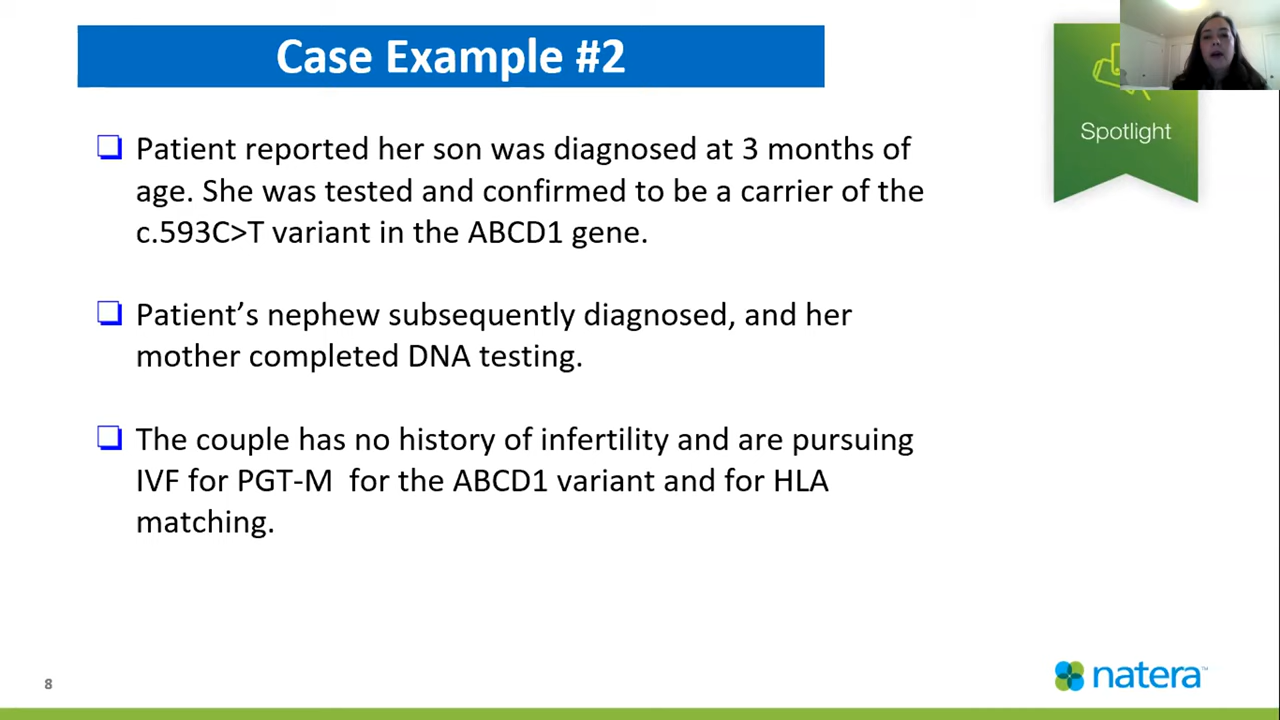 Case Example #2
Spotlight
❏ Patient reported her son was diagnosed at 3 months of
age. She was tested and confirmed to be a carrier of the
c.593C>T variant in the ABCD1 gene.
❏ Patient’s nephew subsequently diagnosed, and her
mother completed DNA testing.
❏ The couple has no history of infertility and are pursuing
IVF for PGT-M  for the ABCD1 variant and for HLA
matching.
8
natera™